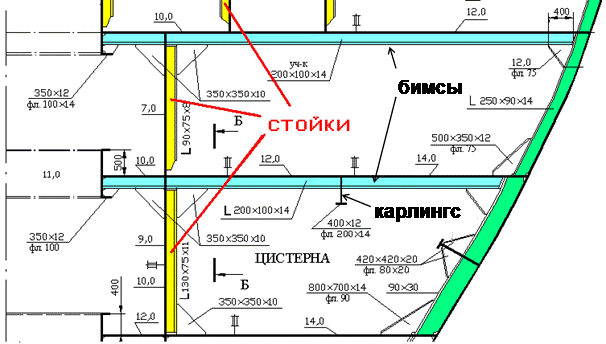 10,0
12,0
400
уч-к
200×100×14
12,0
фл. 75
350×12
фл. 100×14
350×350×10
бимсы
L 250×90×14
7,0
L90×75×8
СТОЙКИ
Б
500×350×12
фл. 75
500
10,0
12,0
14,0
11,0
L 200×100×14
карлингс
400×12
фл. 200×14
350×12
фл. 100
9,0
350×350×10
L130×75×11
ЦИСТЕРНА
420×420×20
фл. 80×20
10,0
Б
400
800×700×14
фл. 90
90×30
350×350×10
12,0
14,0